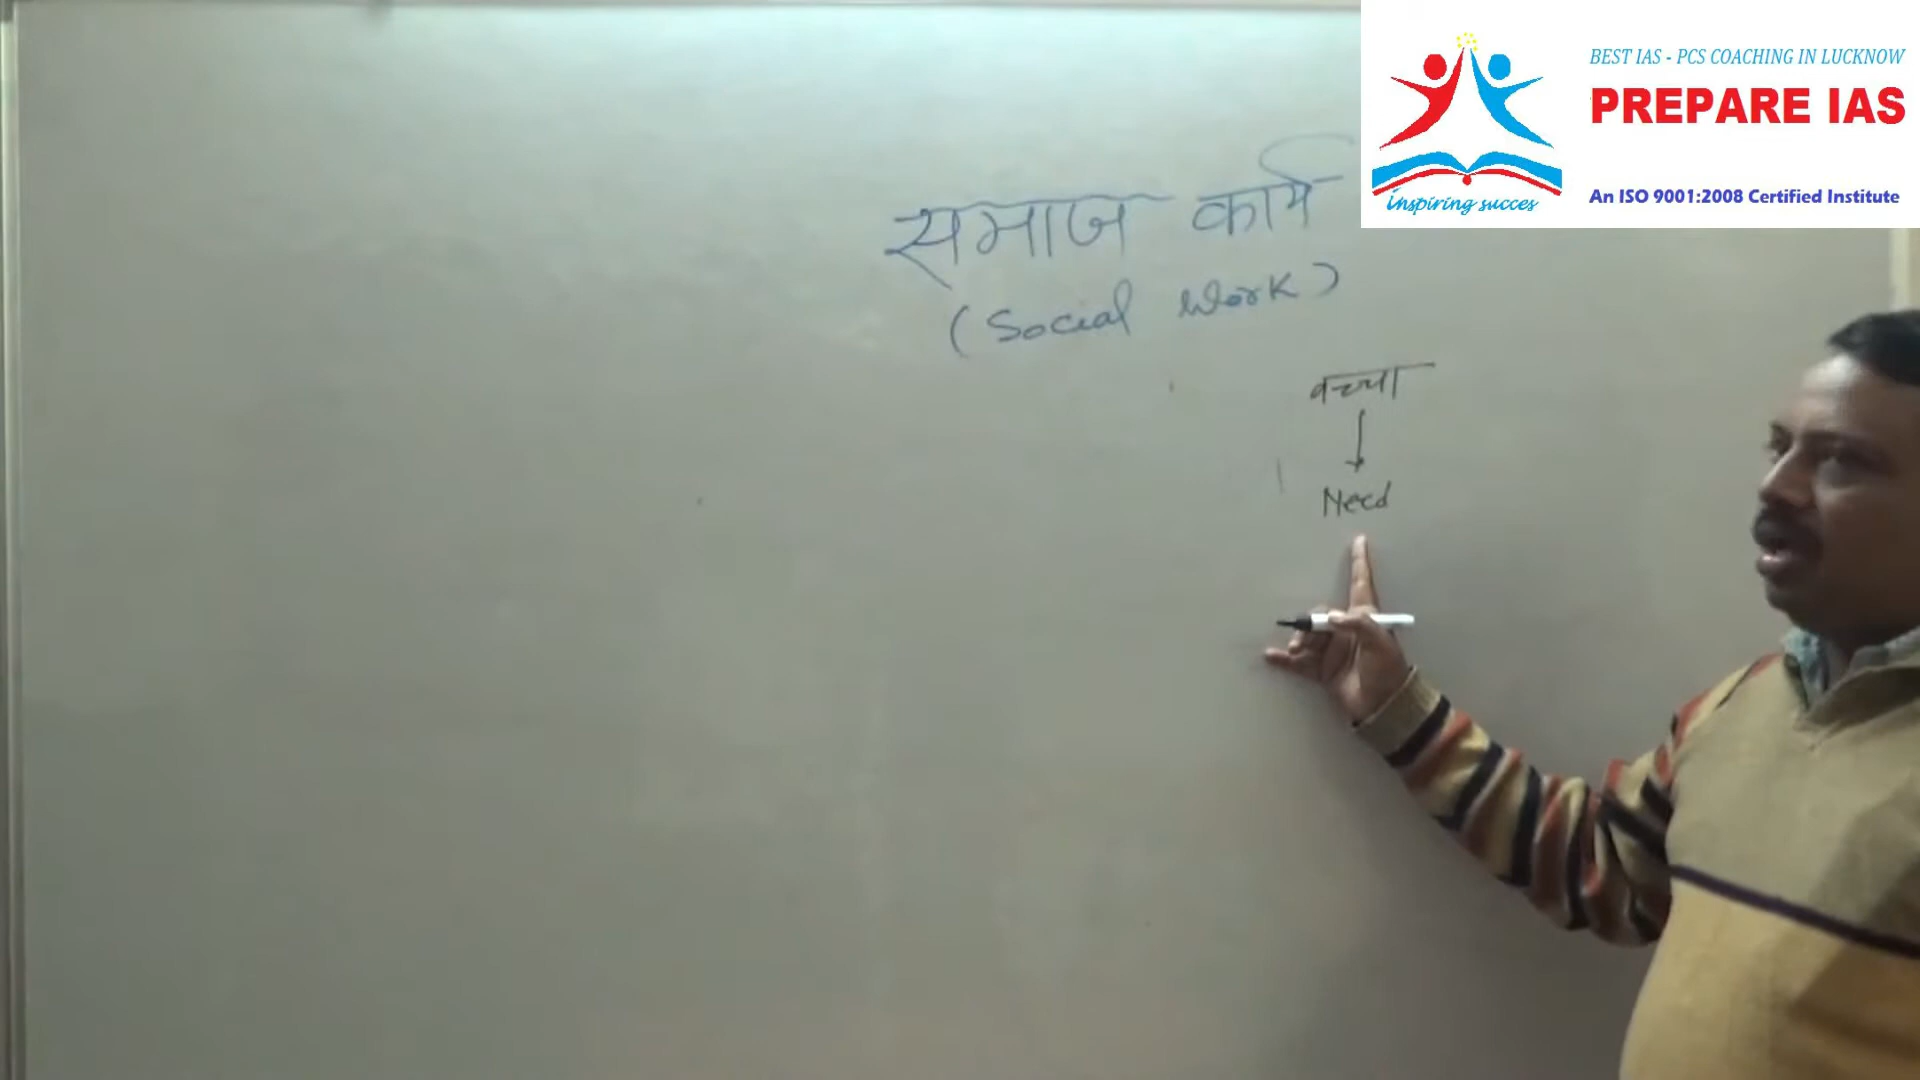 BEST IAS - PCS COACHING IN LUCKNOW
PREPARE IAS
inspiring succes
An ISO 9001:2008 Certified Institute
समाज कार्य
(Social Work)
बच्चा
Need